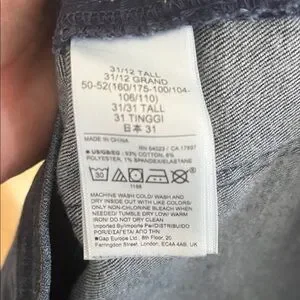 31/12 TALL
31/12 GRAND
50-52(160/175-100/104-
106/110)
31/31 TALL
31 TINGGI
日本 31
MADE IN CHINA
RN 54023 / CA 17897
US/GB/EG: 93% COTTON, 6%
POLYESTER, 1% SPANDEX/ELASTANE
30
1198
MACHINE WASH COLD/ WASH AND
DRY INSIDE OUT WITH LIKE COLORS/
ONLY NON-CHLORINE BLEACH WHEN
NEEDED/ TUMBLE DRY LOW/ WARM
IRON/ DO NOT DRY CLEAN
Imported by/Importe Par/DISTRIBUIDO
POR/
Gap Europe Ltd., 8th Floor, 20
Farringdon Street, London, EC4A 4AB, UK